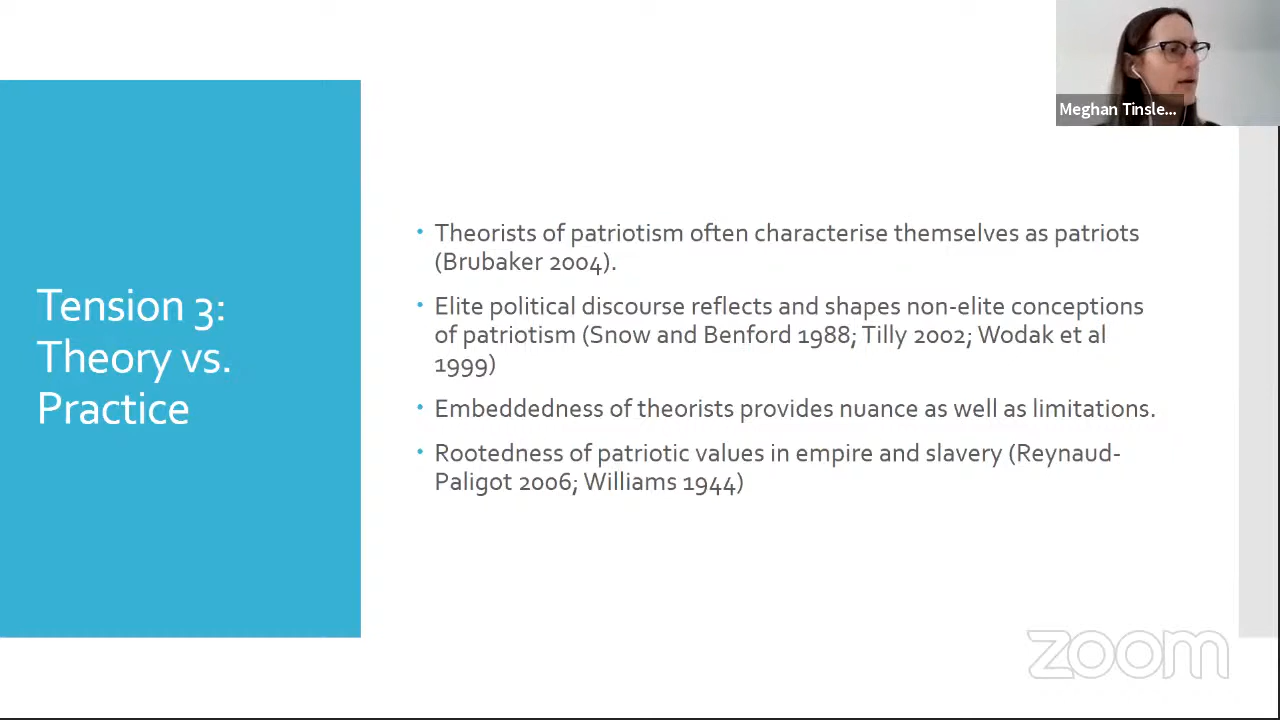 Meghan Tinsle...
Tension 3:
Theory vs.
Practice
• Theorists of patriotism often characterise themselves as patriots
(Brubaker 2004).
• Elite political discourse reflects and shapes non-elite conceptions
of patriotism (Snow and Benford 1988; Tilly 2002; Wodak et al
1999)
• Embeddedness of theorists provides nuance as well as limitations.
• Rootedness of patriotic values in empire and slavery (Reynaud-
Paligot 2006; Williams 1944)
zoom